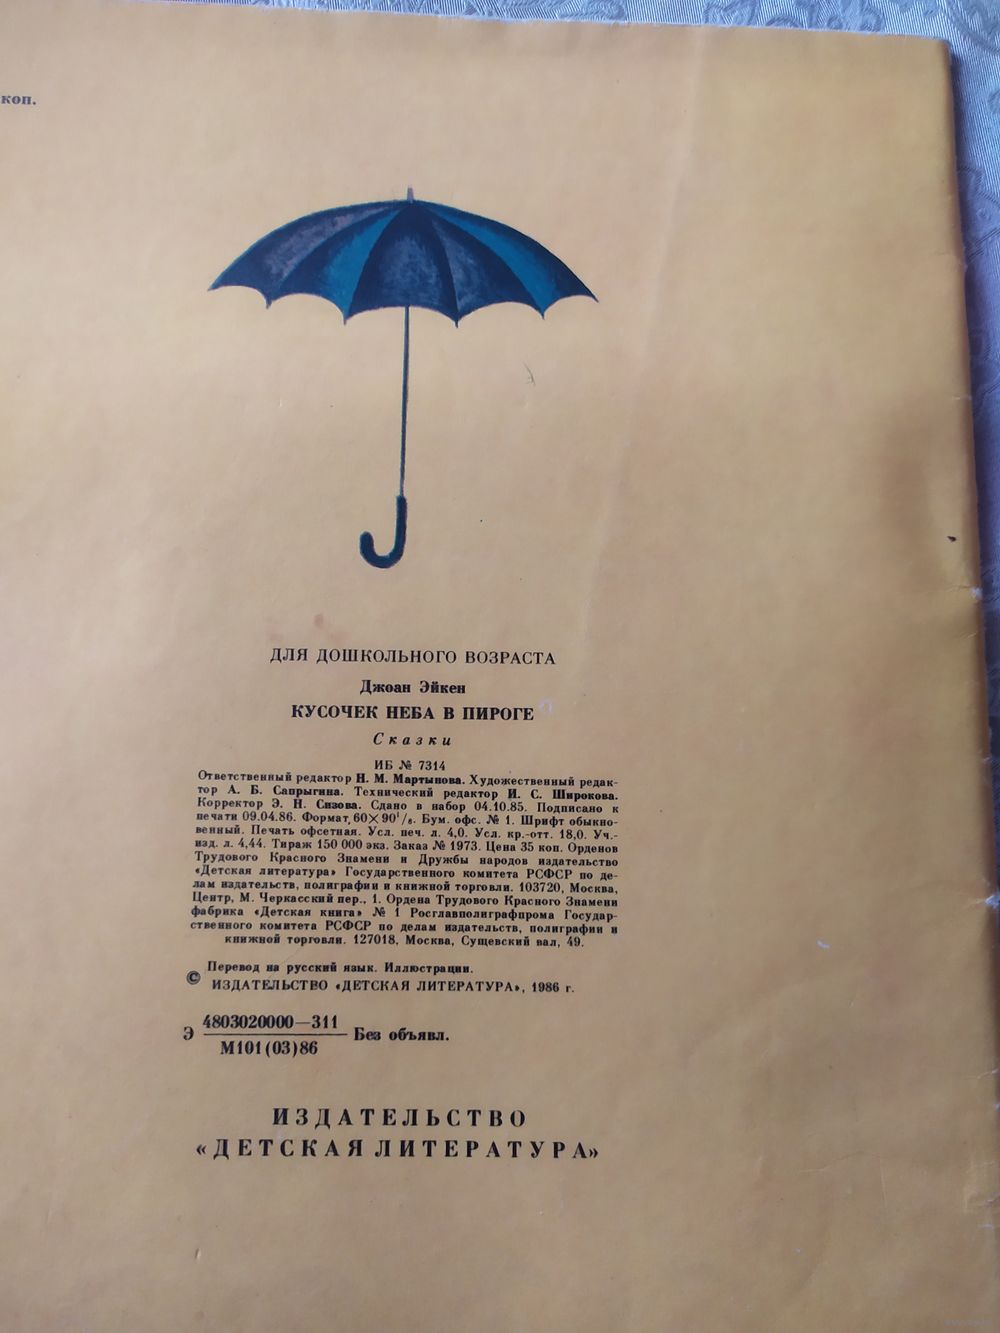 коп.
ДЛЯ ДОШКОЛЬНОГО ВОЗРАСТА
Джоан Эйкен
КУСОЧЕК НЕБА В ПИРОГЕ
Сказки
ИБ № 7314
Ответственный редактор Н. М. Мартынова. Художественный редак-
тор А. Б. Сапрыгина. Технический редактор И. С. Широкова.
Корректор Э. Н. Сизова. Сдано в набор 04.10.85. Подписано к
печати 09.04.86. Формат 60×90¹/₈. Бум. офс. № 1. Шрифт обыкно-
венный. Печать офсетная. Усл. печ. л. 4,0. Усл. кр.-отт. 18,0. Уч.-
изд. л. 4,44. Тираж 150 000 экз. Заказ № 1973. Цена 35 коп. Орденов
Трудового Красного Знамени и Дружбы народов издательство
«Детская литература» Государственного комитета РСФСР по де-
лам издательств, полиграфии и книжной торговли. 103720, Москва,
Центр, М. Черкасский пер., 1. Ордена Трудового Красного Знамени
фабрика «Детская книга» № 1 Росглавполиграфпрома Государ-
ственного комитета РСФСР по делам издательств, полиграфии и
книжной торговли. 127018, Москва, Сущевский вал, 49.
Перевод на русский язык. Иллюстрации.
© ИЗДАТЕЛЬСТВО «ДЕТСКАЯ ЛИТЕРАТУРА», 1986 г.
4803020000—311
Э Без объявл.
М101(03)86
ИЗДАТЕЛЬСТВО
«ДЕТСКАЯ ЛИТЕРАТУРА»